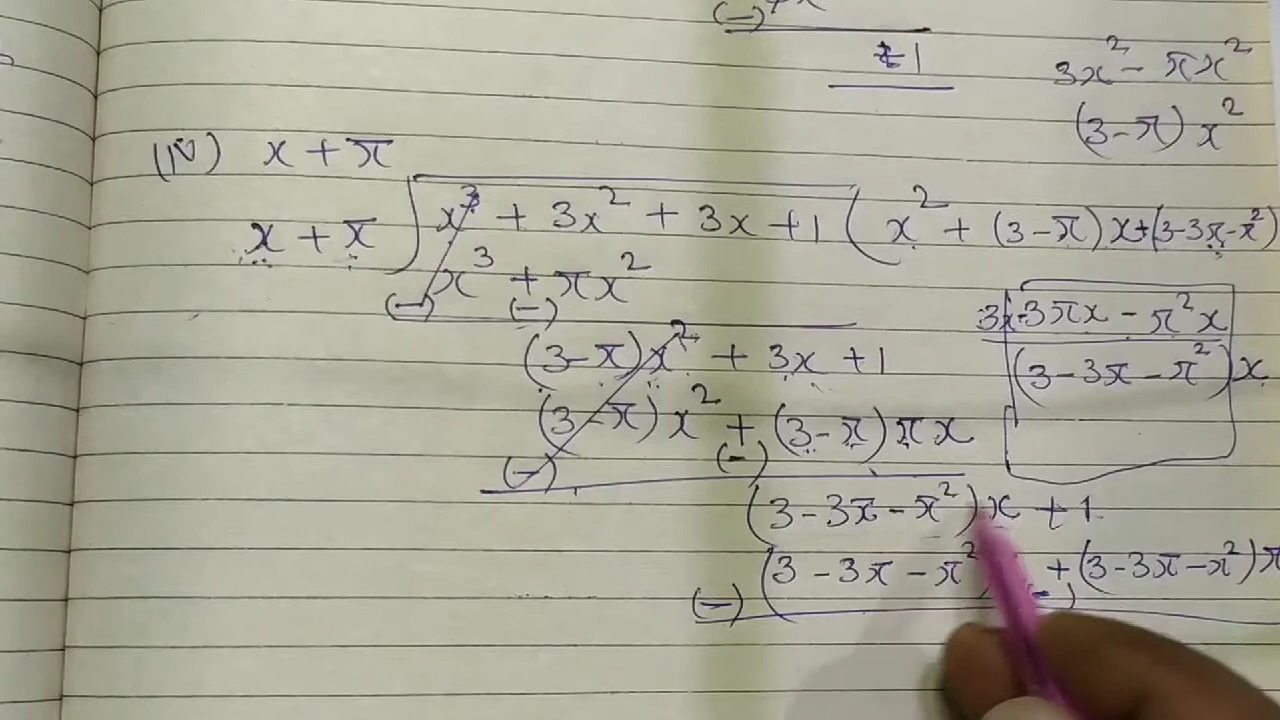 (-)
1
3x² - πx²
(3-π) x²
(iv) x + π
x + π ) x³ + 3x² + 3x + 1 ( x² + (3-π)x + (3-3π-π²)
x³ + πx²
(-) (-)
3x-3πx - π²x
(3-π)x² + 3x + 1
(3 - 3π - π²)x
(3-π)x² + (3-π)πx
(-) (-)
(3 - 3π - π²)x + 1
(3 - 3π - π² + (3-3π-π²)π
(-) (-)